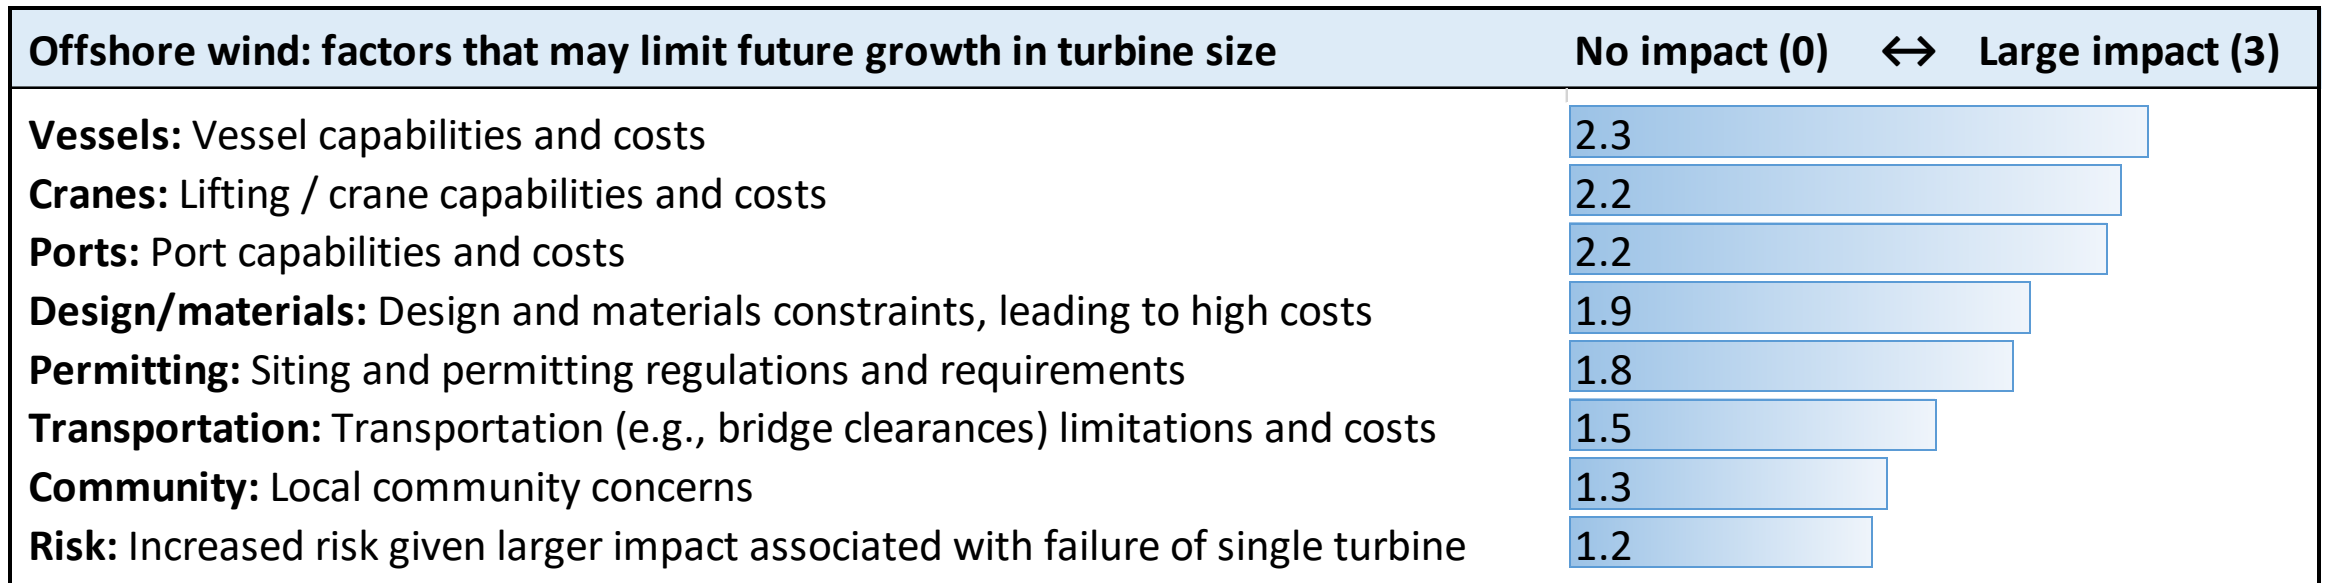 Offshore wind: factors that may limit future growth in turbine size No impact (0) ↔ Large impact (3)
Vessels: Vessel capabilities and costs 2.3
Cranes: Lifting / crane capabilities and costs 2.2
Ports: Port capabilities and costs 2.2
Design/materials: Design and materials constraints, leading to high costs 1.9
Permitting: Siting and permitting regulations and requirements 1.8
Transportation: Transportation (e.g., bridge clearances) limitations and costs 1.5
Community: Local community concerns 1.3
Risk: Increased risk given larger impact associated with failure of single turbine 1.2